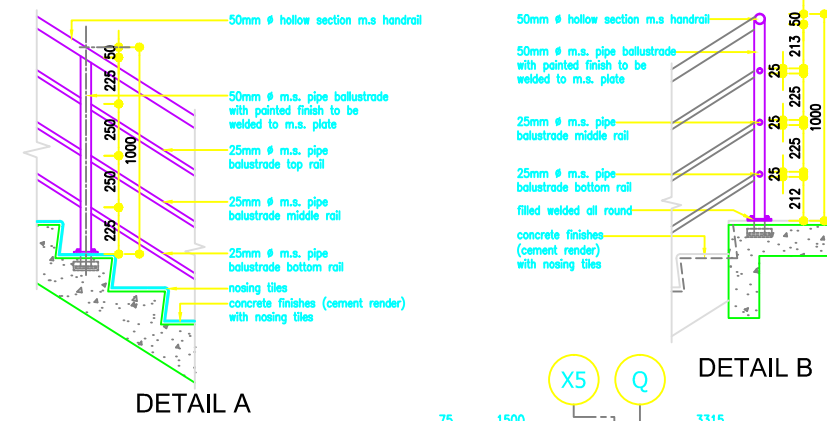 50mm ø hollow section m.s handrail
50mm ø m.s. pipe ballustrade
with painted finish to be
welded to m.s. plate
25mm ø m.s. pipe
balustrade top rail
25mm ø m.s. pipe
balustrade middle rail
25mm ø m.s. pipe
balustrade bottom rail
nosing tiles
concrete finishes (cement render)
with nosing tiles
50
225
250
250
225
1000
DETAIL A
50mm ø hollow section m.s handrail
50mm ø m.s. pipe ballustrade
with painted finish to be
welded to m.s. plate
25mm ø m.s. pipe
balustrade middle rail
25mm ø m.s. pipe
balustrade bottom rail
filled welded all round
concrete finishes
(cement render)
with nosing tiles
50
213
25
225
25
225
25
212
1000
DETAIL B
X5
Q
75
1500
3315